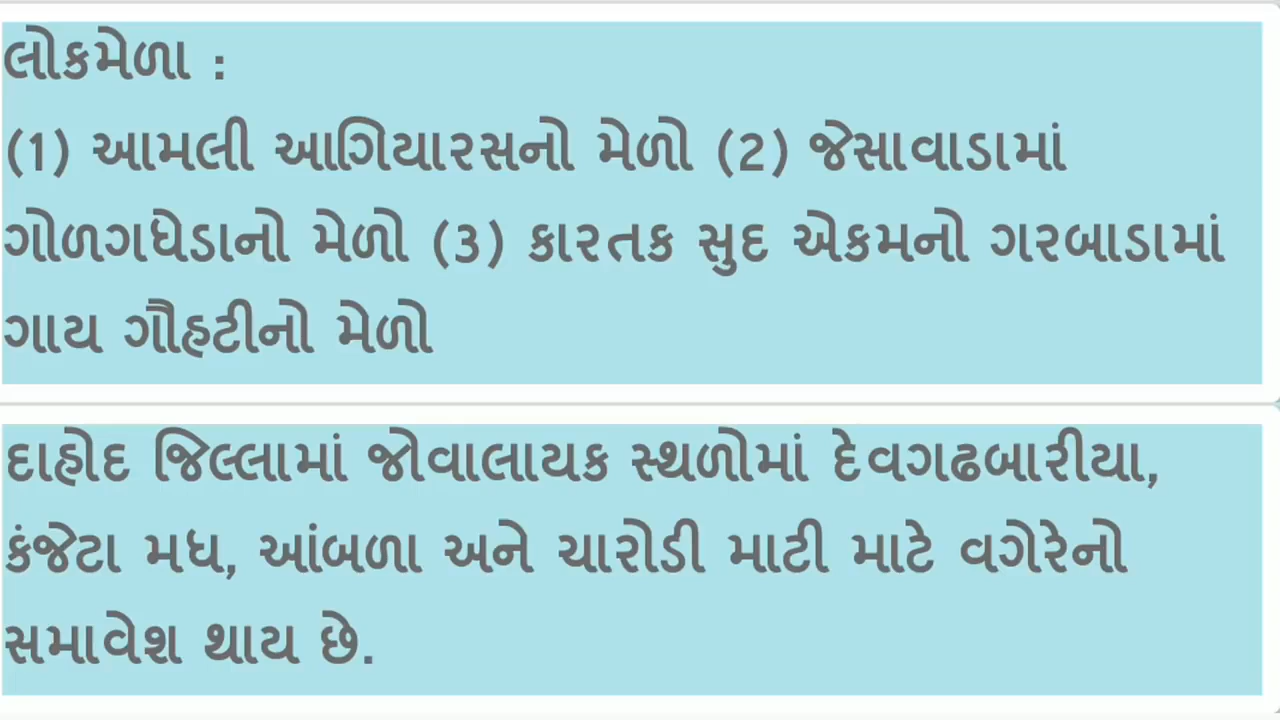 લોકમેળા :
(1) આમલી આગિયારસનો મેળો (2) જેસાવાડામાં
ગોળગધેડાનો મેળો (3) કારતક સુદ એકમનો ગરબાડામાં
ગાય ગૌહટીનો મેળો
દાહોદ જિલ્લામાં જોવાલાયક સ્થળોમાં દેવગઢબારીયા,
કંજેટા મધ, આંબળા અને ચારોડી માટી માટે વગેરેનો
સમાવેશ થાય છે.